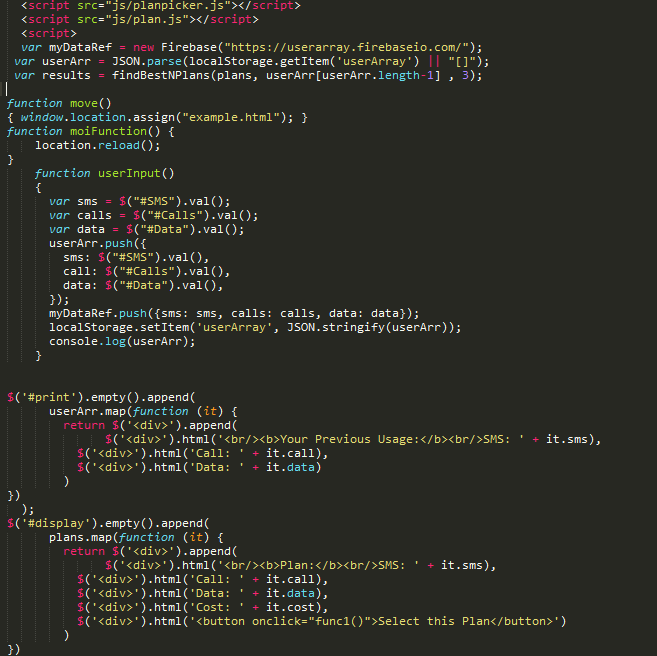 <script src="js/planpicker.js"></script>
<script src="js/plan.js"></script>
<script>
var myDataRef = new Firebase("https://userarray.firebaseio.com/");
var userArr = JSON.parse(localStorage.getItem('userArray') || "[]");
var results = findBestNPlans(plans, userArr[userArr.length-1] , 3);
function move()
{ window.location.assign("example.html"); }
function moiFunction() {
location.reload();
}
function userInput()
{
var sms = $("#SMS").val();
var calls = $("#Calls").val();
var data = $("#Data").val();
userArr.push({
sms: $("#SMS").val(),
call: $("#Calls").val(),
data: $("#Data").val(),
});
myDataRef.push({sms: sms, calls: calls, data: data});
localStorage.setItem('userArray', JSON.stringify(userArr));
console.log(userArr);
}
$('#print').empty().append(
userArr.map(function (it) {
return $('<div>').append(
$('<div>').html('<br/><b>Your Previous Usage:</b><br/>SMS: ' + it.sms),
$('<div>').html('Call: ' + it.call),
$('<div>').html('Data: ' + it.data)
)
})
);
$('#display').empty().append(
plans.map(function (it) {
return $('<div>').append(
$('<div>').html('<br/><b>Plan:</b><br/>SMS: ' + it.sms),
$('<div>').html('Call: ' + it.call),
$('<div>').html('Data: ' + it.data),
$('<div>').html('Cost: ' + it.cost),
$('<div>').html('<button onclick="func1()">Select this Plan</button>')
)
})